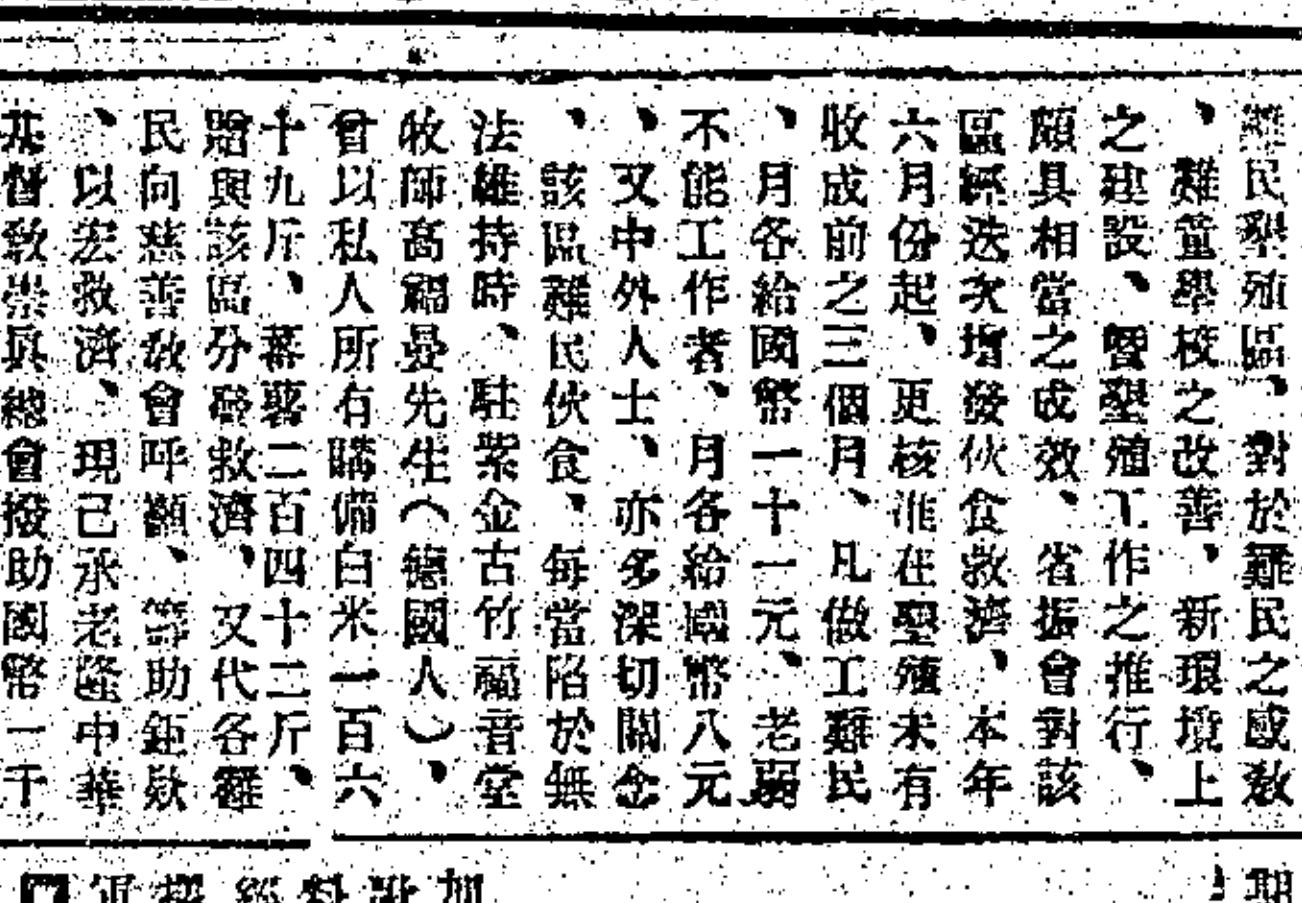 難民墾殖區、對於難民之感敎
、難童學校之改善、新環境上
之建設、暨墾殖工作之推行、
頗具相當之成效、省振會對該
區經迭次增發伙食救濟、本年
六月份起、更核准在墾殖未有
收成前之三個月、凡做工難民
、月各給國幣一十二元、老弱
不能工作者、月各給國幣八元
、又中外人士、亦多深切關念
、該區難民伙食、每當陷於無
法維持時、駐紫金古竹福音堂
牧師高福曼先生(德國人)、
曾以私人所有購備白米一百六
十九斤、蕃薯二百四十二斤、
贈與該區分發救濟、又代各難
民向慈善敎會呼籲、籌助鉅欵
、以宏救濟、現已承老隆中華
基督敎崇眞總會撥助國幣一千